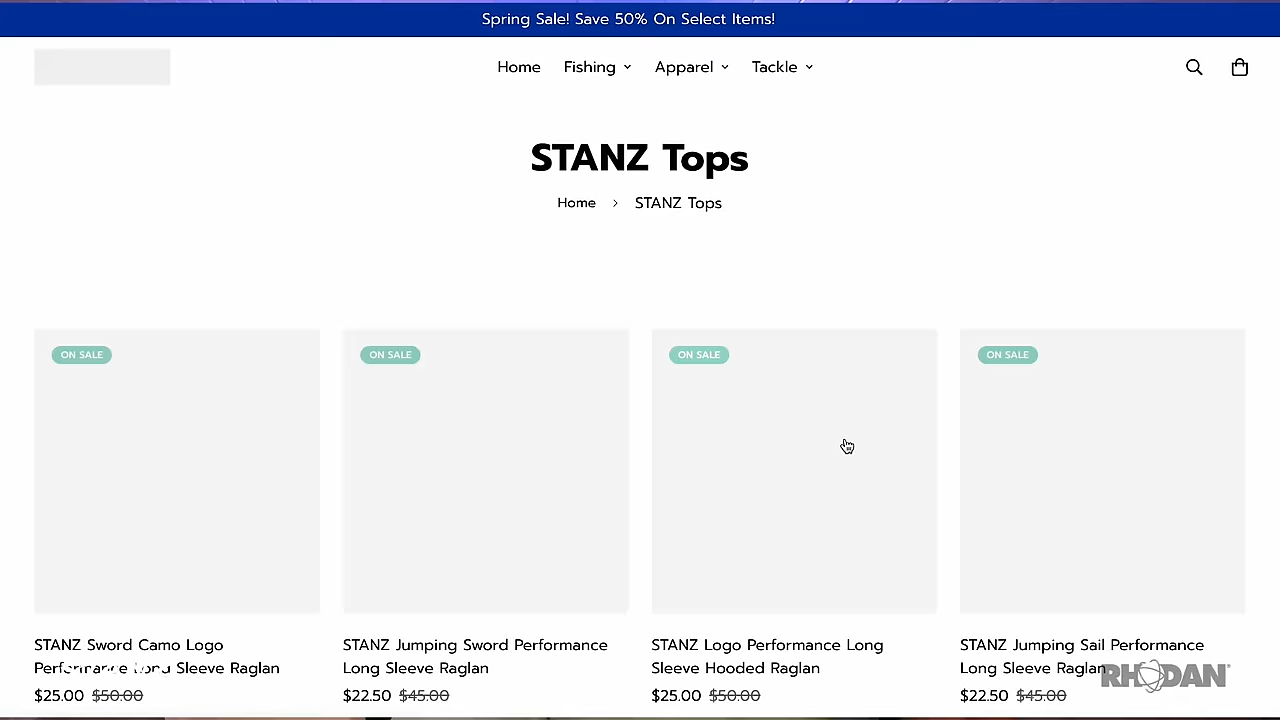 Spring Sale! Save 50% On Select Items!
Home Fishing Apparel Tackle
STANZ Tops
Home > STANZ Tops
ON SALE ON SALE ON SALE ON SALE
STANZ Sword Camo Logo
Performance Long Sleeve Raglan
$25.00 $50.00
STANZ Jumping Sword Performance
Long Sleeve Raglan
$22.50 $45.00
STANZ Logo Performance Long
Sleeve Hooded Raglan
$25.00 $50.00
STANZ Jumping Sail Performance
Long Sleeve Raglan
$22.50 $45.00
RHODAN®